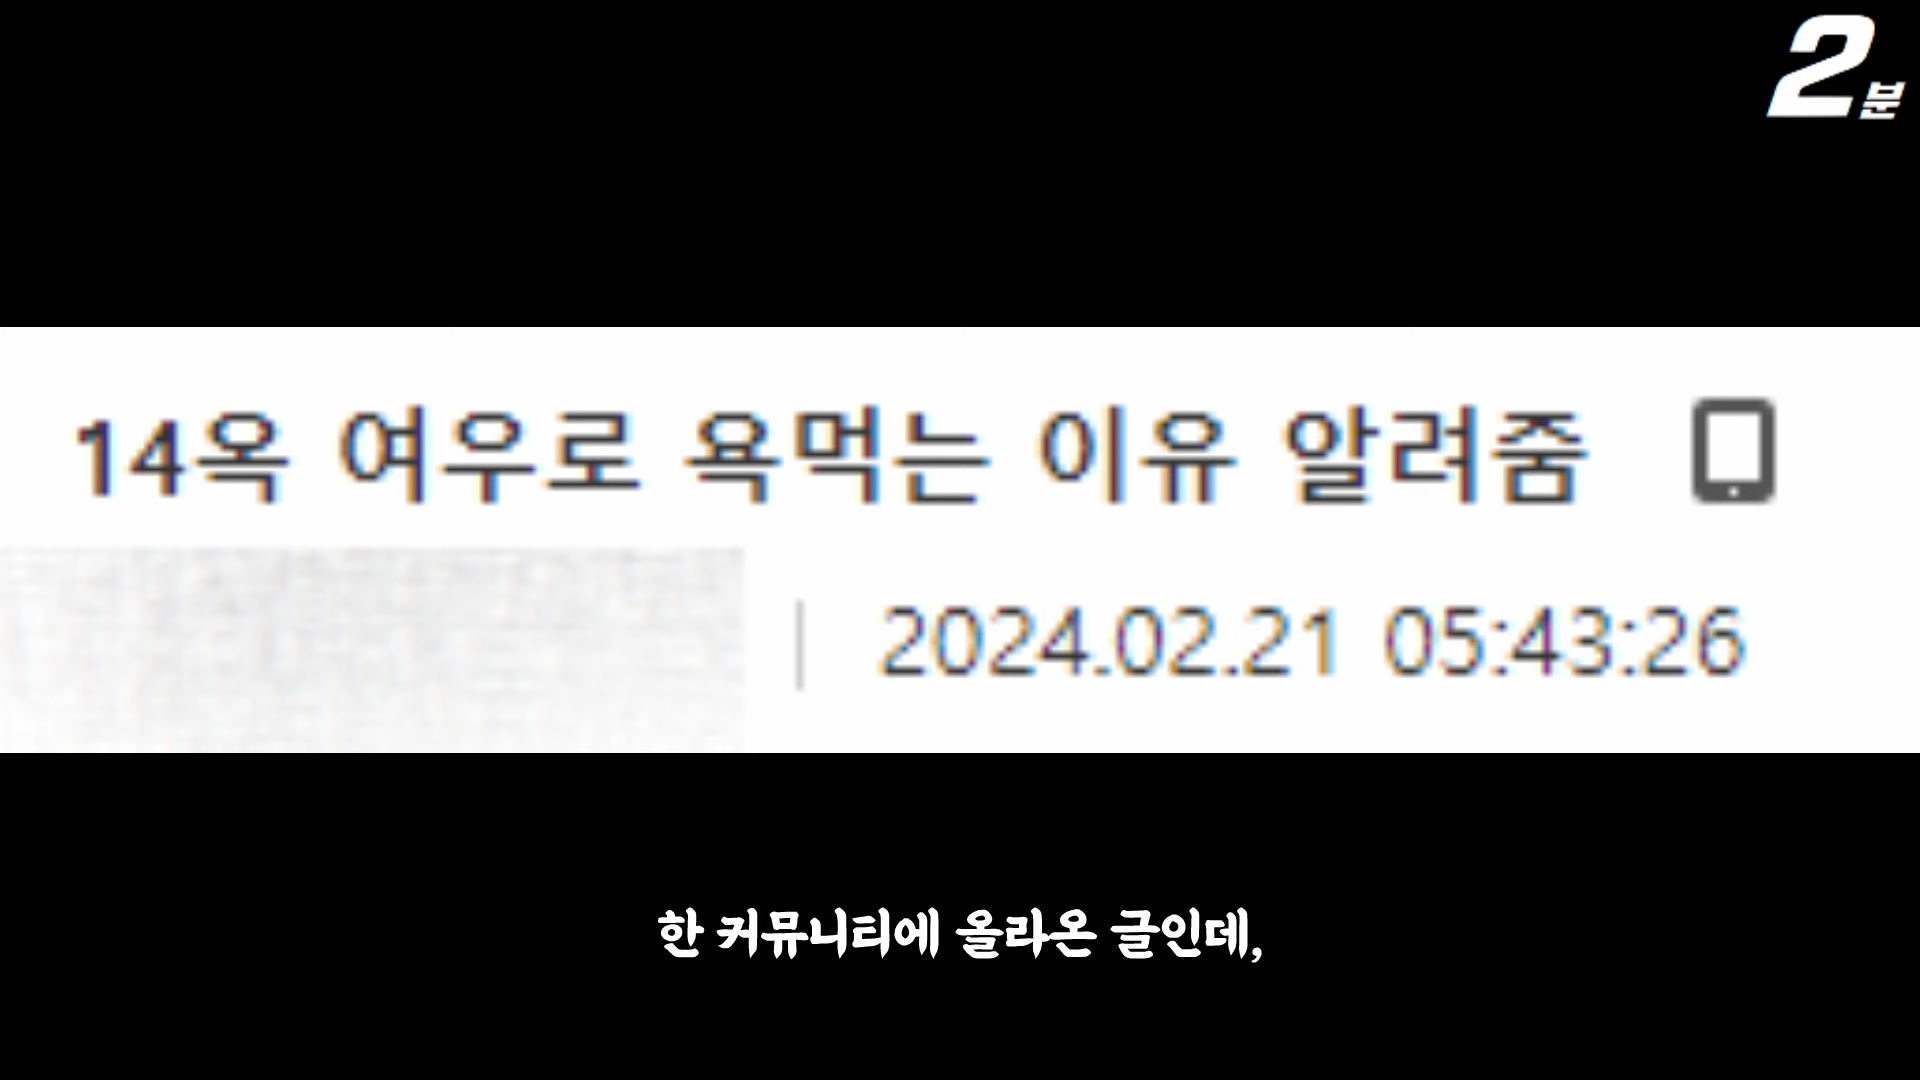 2분
14옥 여우로 욕먹는 이유 알려줌
2024.02.21 05:43:26
한 커뮤니티에 올라온 글인데,